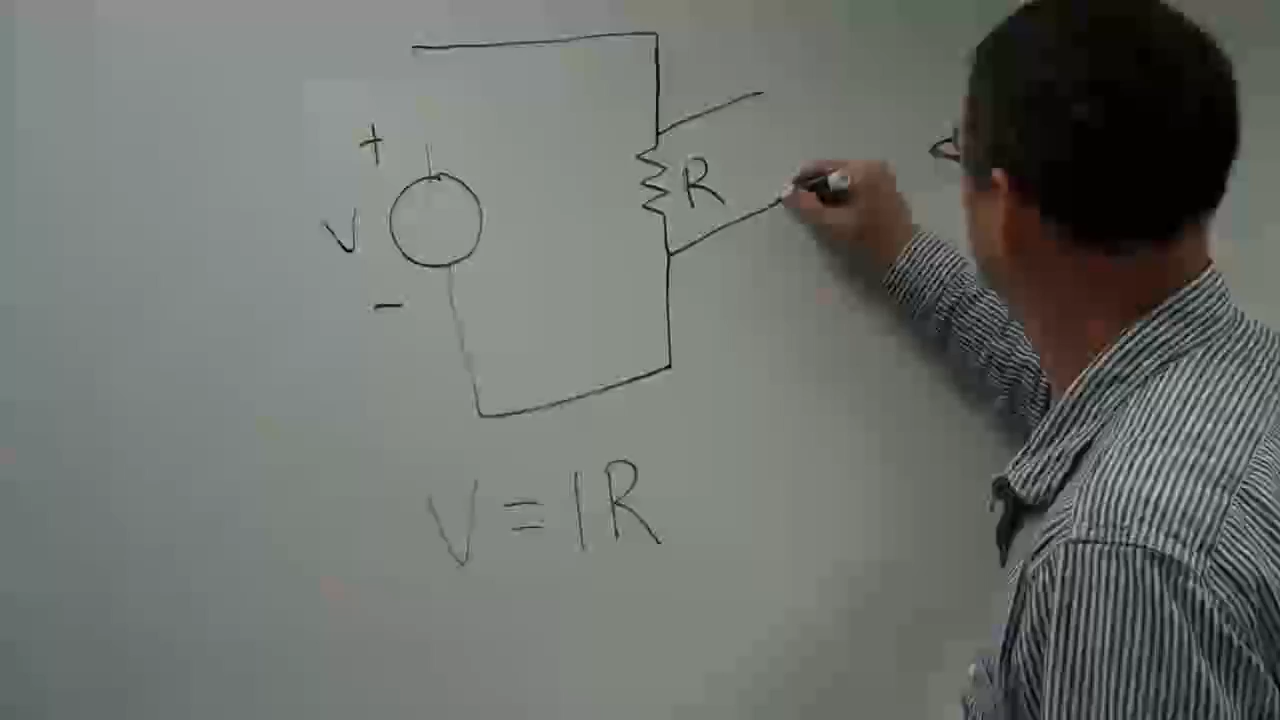 +
V
-
R
V = IR